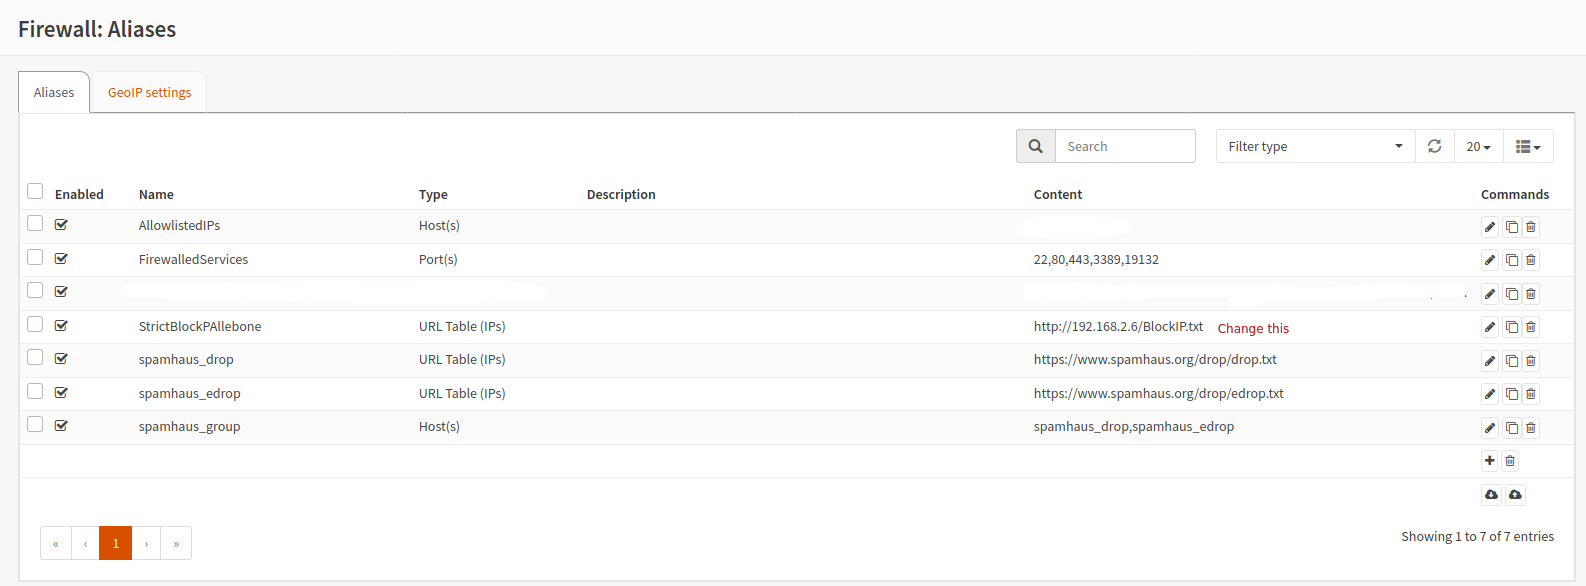 Firewall: Aliases
Aliases GeoIP settings
Search Filter type 20
Enabled Name Type Description Content Commands
AllowlistedIPs Host(s)
FirewalledServices Port(s) 22,80,443,3389,19132
StrictBlockPAllebone URL Table (IPs) http://192.168.2.6/BlockIP.txt Change this
spamhaus_drop URL Table (IPs) https://www.spamhaus.org/drop/drop.txt
spamhaus_edrop URL Table (IPs) https://www.spamhaus.org/drop/edrop.txt
spamhaus_group Host(s) spamhaus_drop,spamhaus_edrop
« ‹ 1 › »
Showing 1 to 7 of 7 entries